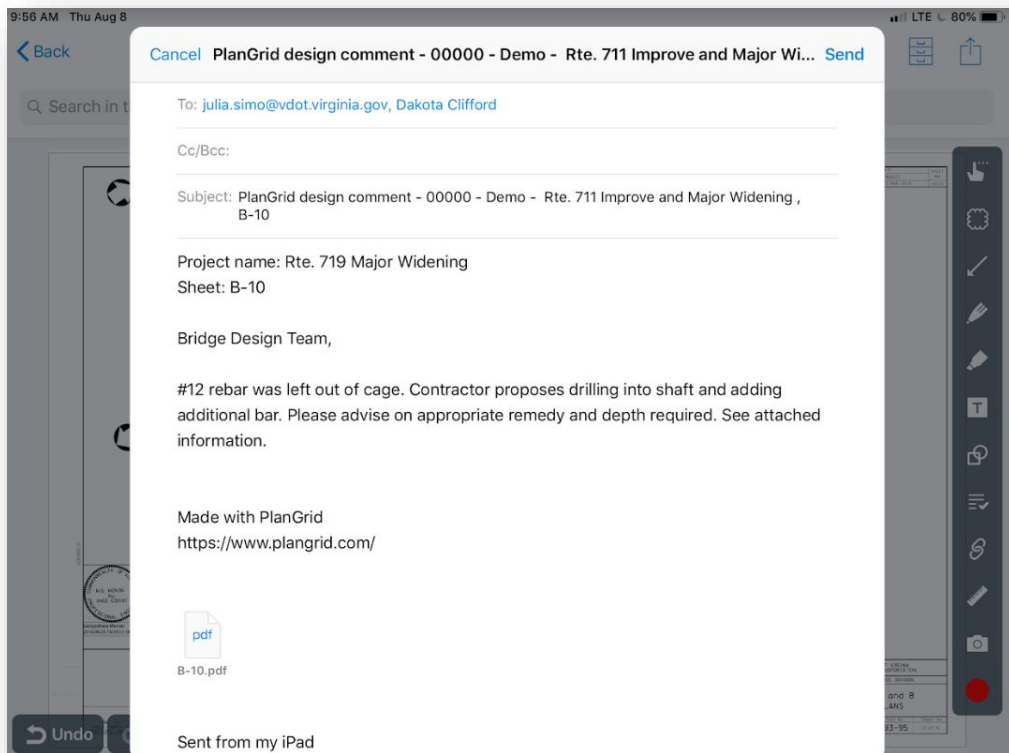 9:56 AM Thu Aug 8
LTE 80%
Back
Cancel PlanGrid design comment - 00000 - Demo - Rte. 711 Improve and Major Wi... Send
Search in t
To: julia.simo@vdot.virginia.gov, Dakota Clifford
Cc/Bcc:
Subject: PlanGrid design comment - 00000 - Demo - Rte. 711 Improve and Major Widening ,
B-10
Project name: Rte. 719 Major Widening
Sheet: B-10
Bridge Design Team,
#12 rebar was left out of cage. Contractor proposes drilling into shaft and adding
additional bar. Please advise on appropriate remedy and depth required. See attached
information.
Made with PlanGrid
https://www.plangrid.com/
pdf
B-10.pdf
T
and B
LANS
93-95
Undo
Sent from my iPad